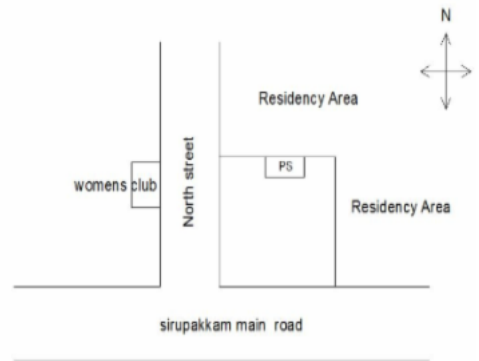 N
Residency Area
PS
womens club
North street
Residency Area
sirupakkam main road